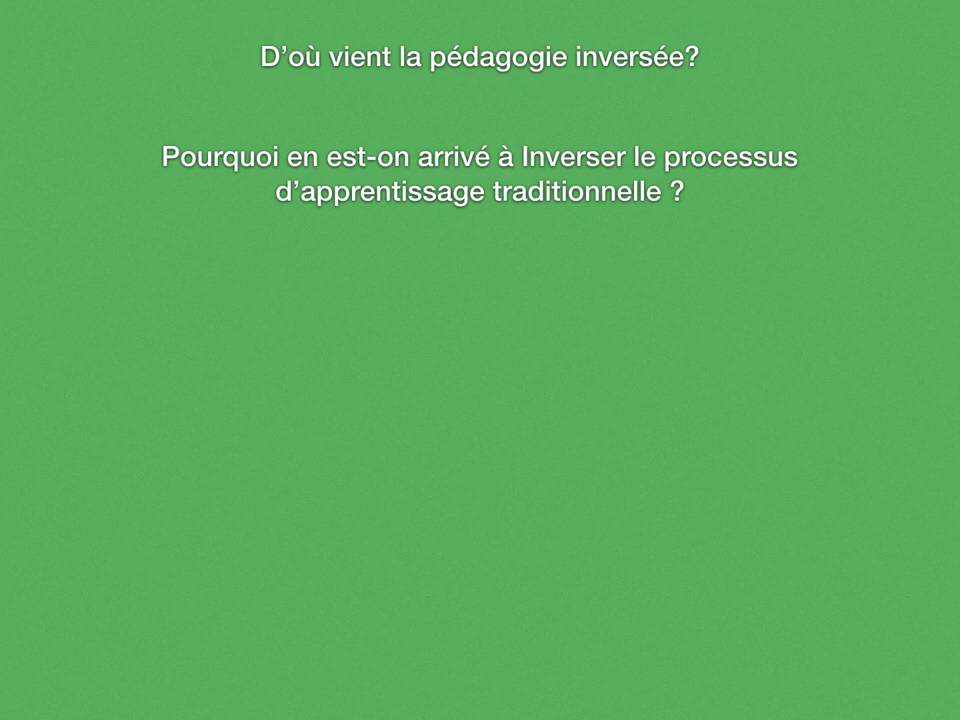 D’où vient la pédagogie inversée?
Pourquoi en est-on arrivé à Inverser le processus
d’apprentissage traditionnelle ?